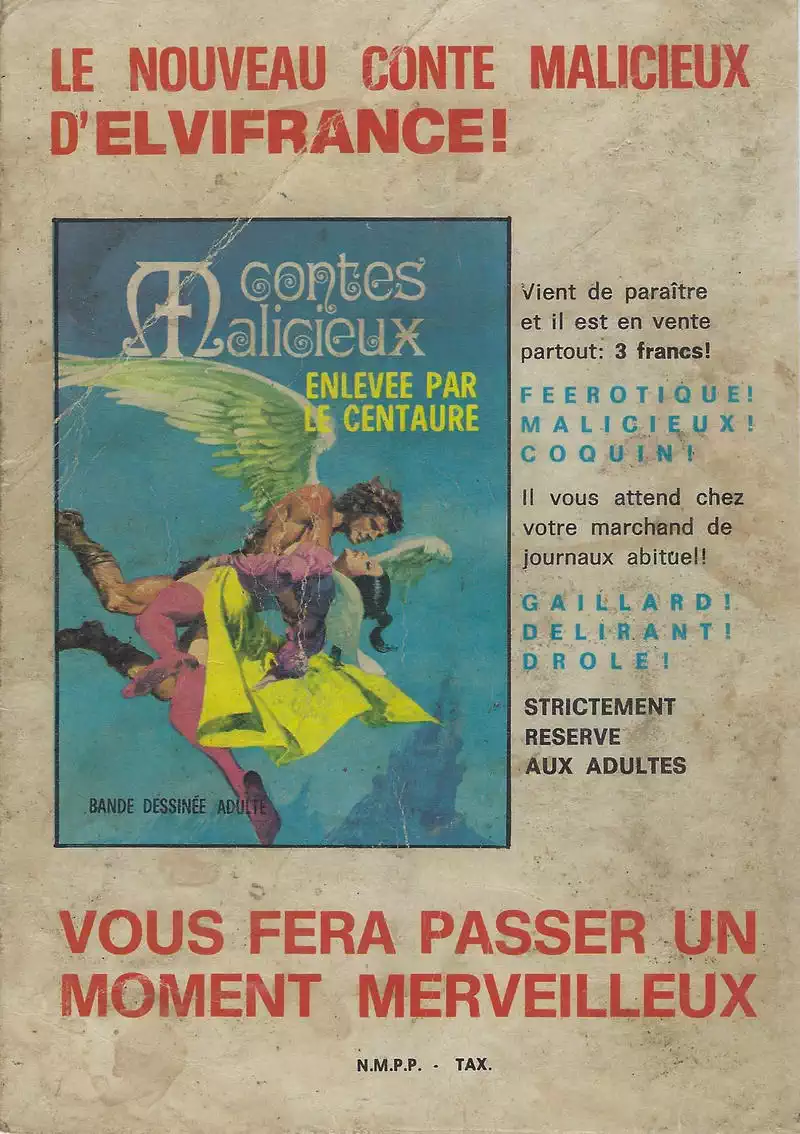 LE NOUVEAU CONTE MALICIEUX
D'ELVIFRANCE!
contes
Malicieux
ENLEVEE PAR
LE CENTAURE
BANDE DESSINÉE ADULTE
Vient de paraître
et il est en vente
partout: 3 francs!
FEEROTIQUE!
MALICIEUX!
COQUIN!
Il vous attend chez
votre marchand de
journaux abituel!
GAILLARD!
DELIRANT!
DROLE!
STRICTEMENT
RESERVE
AUX ADULTES
VOUS FERA PASSER UN
MOMENT MERVEILLEUX
N.M.P.P. - TAX.